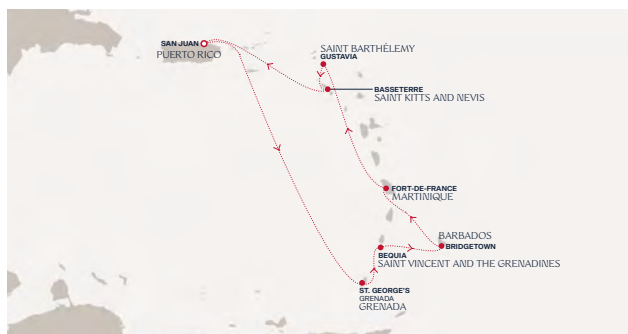 SAN JUAN
PUERTO RICO
SAINT BARTHÉLEMY
GUSTAVIA
BASSETERRE
SAINT KITTS AND NEVIS
FORT-DE-FRANCE
MARTINIQUE
BARBADOS
BRIDGETOWN
BEQUIA
SAINT VINCENT AND THE GRENADINES
ST. GEORGE'S
GRENADA
GRENADA